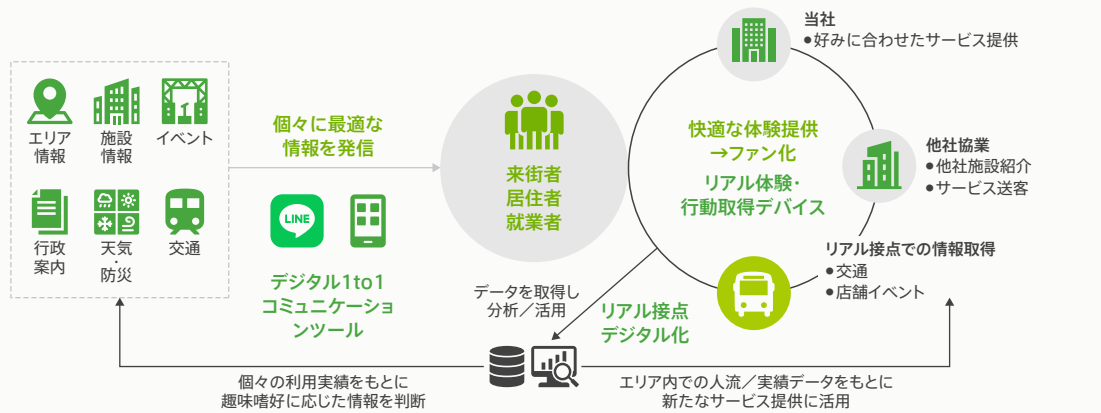 エリア
情報
施設
情報
イベント
行政
案内
天気
・
防災
交通
個々に最適な
情報を発信
LINE
デジタル1to1
コミュニケーショ
ンツール
来街者
居住者
就業者
快適な体験提供
→ファン化
リアル体験・
行動取得デバイス
当社
●好みに合わせたサービス提供
他社協業
●他社施設紹介
●サービス送客
リアル接点での情報取得
●交通
●店舗イベント
データを取得し
分析／活用
リアル接点
デジタル化
個々の利用実績をもとに
趣味嗜好に応じた情報を判断
エリア内での人流／実績データをもとに
新たなサービス提供に活用